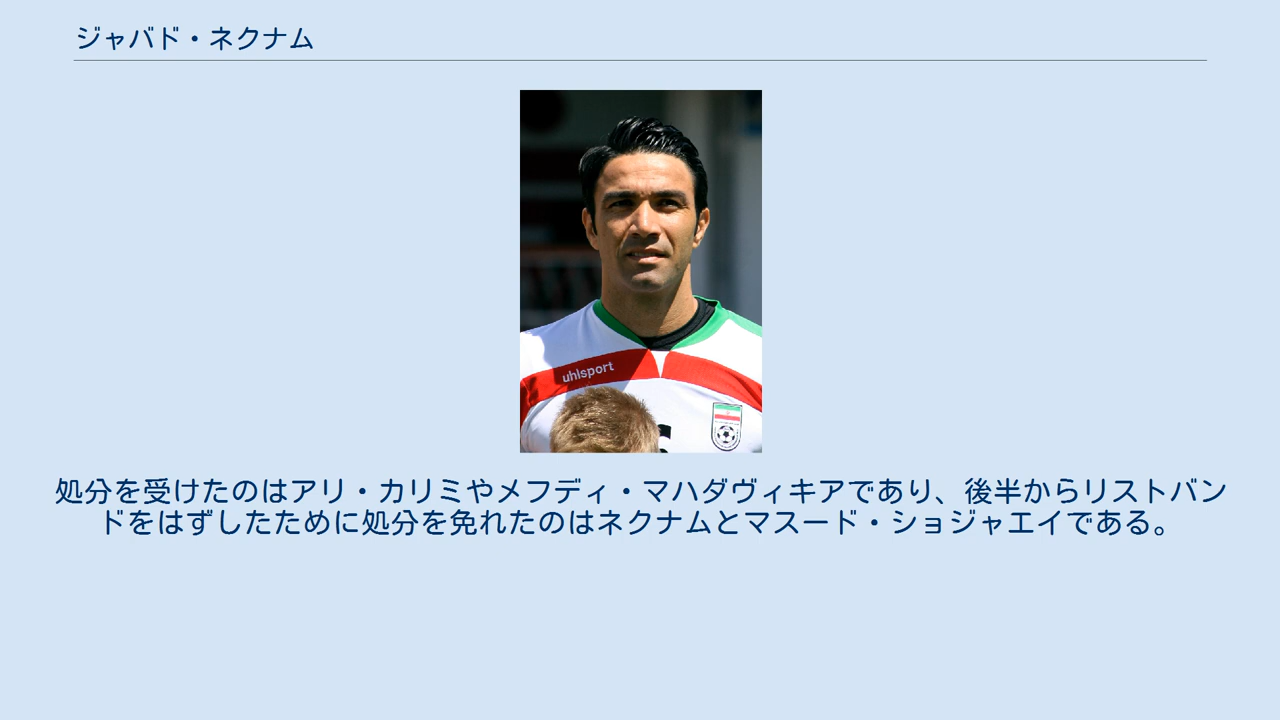 ジャバド・ネクナム
uhlsport
処分を受けたのはアリ・カリミやメフディ・マハダヴィキアであり、後半からリストバン
ドをはずしたために処分を免れたのはネクナムとマスード・ショジャエイである。